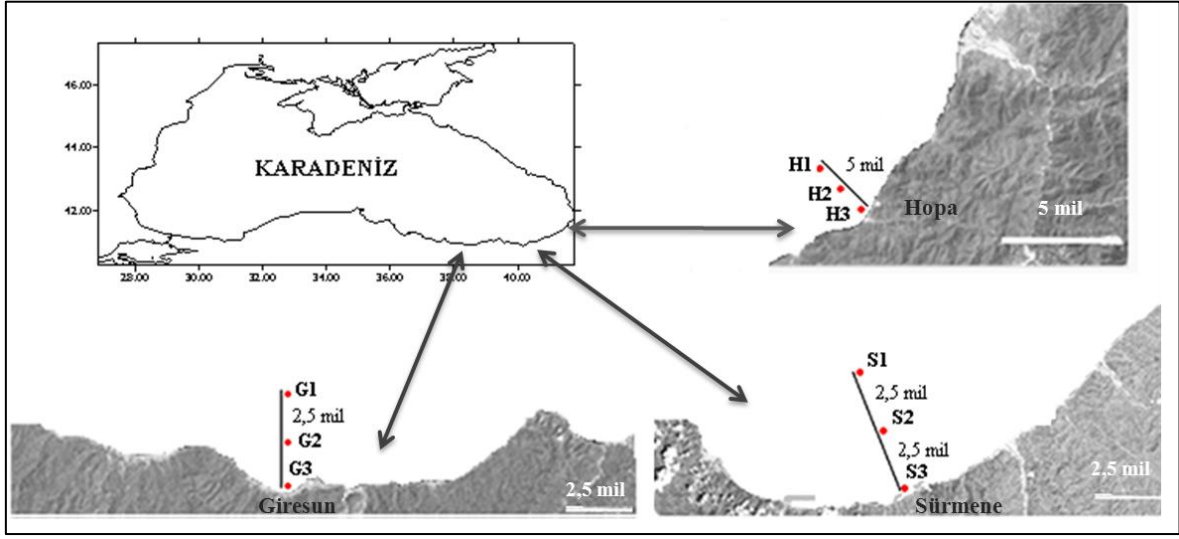 46.00
44.00
42.00
KARADENİZ
28.00 30.00 32.00 34.00 36.00 38.00 40.00
H1
5 mil
H2
H3
Hopa
5 mil
G1
2,5 mil
G2
G3
Giresun
2,5 mil
S1
2,5 mil
S2
2,5 mil
S3
Sürmene
2,5 mil